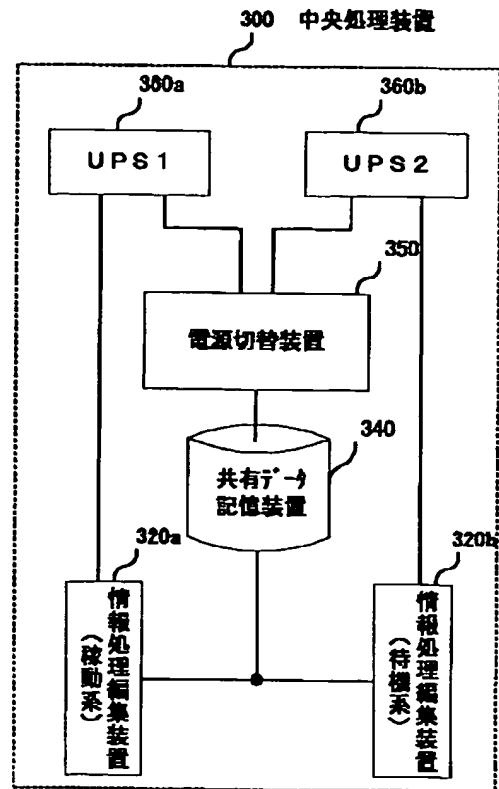 300 中央処理装置
360a
360b
UPS1
UPS2
350
電源切替装置
340
共有データ
記憶装置
320a
320b
情報処理編集装置
(稼動系)
情報処理編集装置
(待機系)